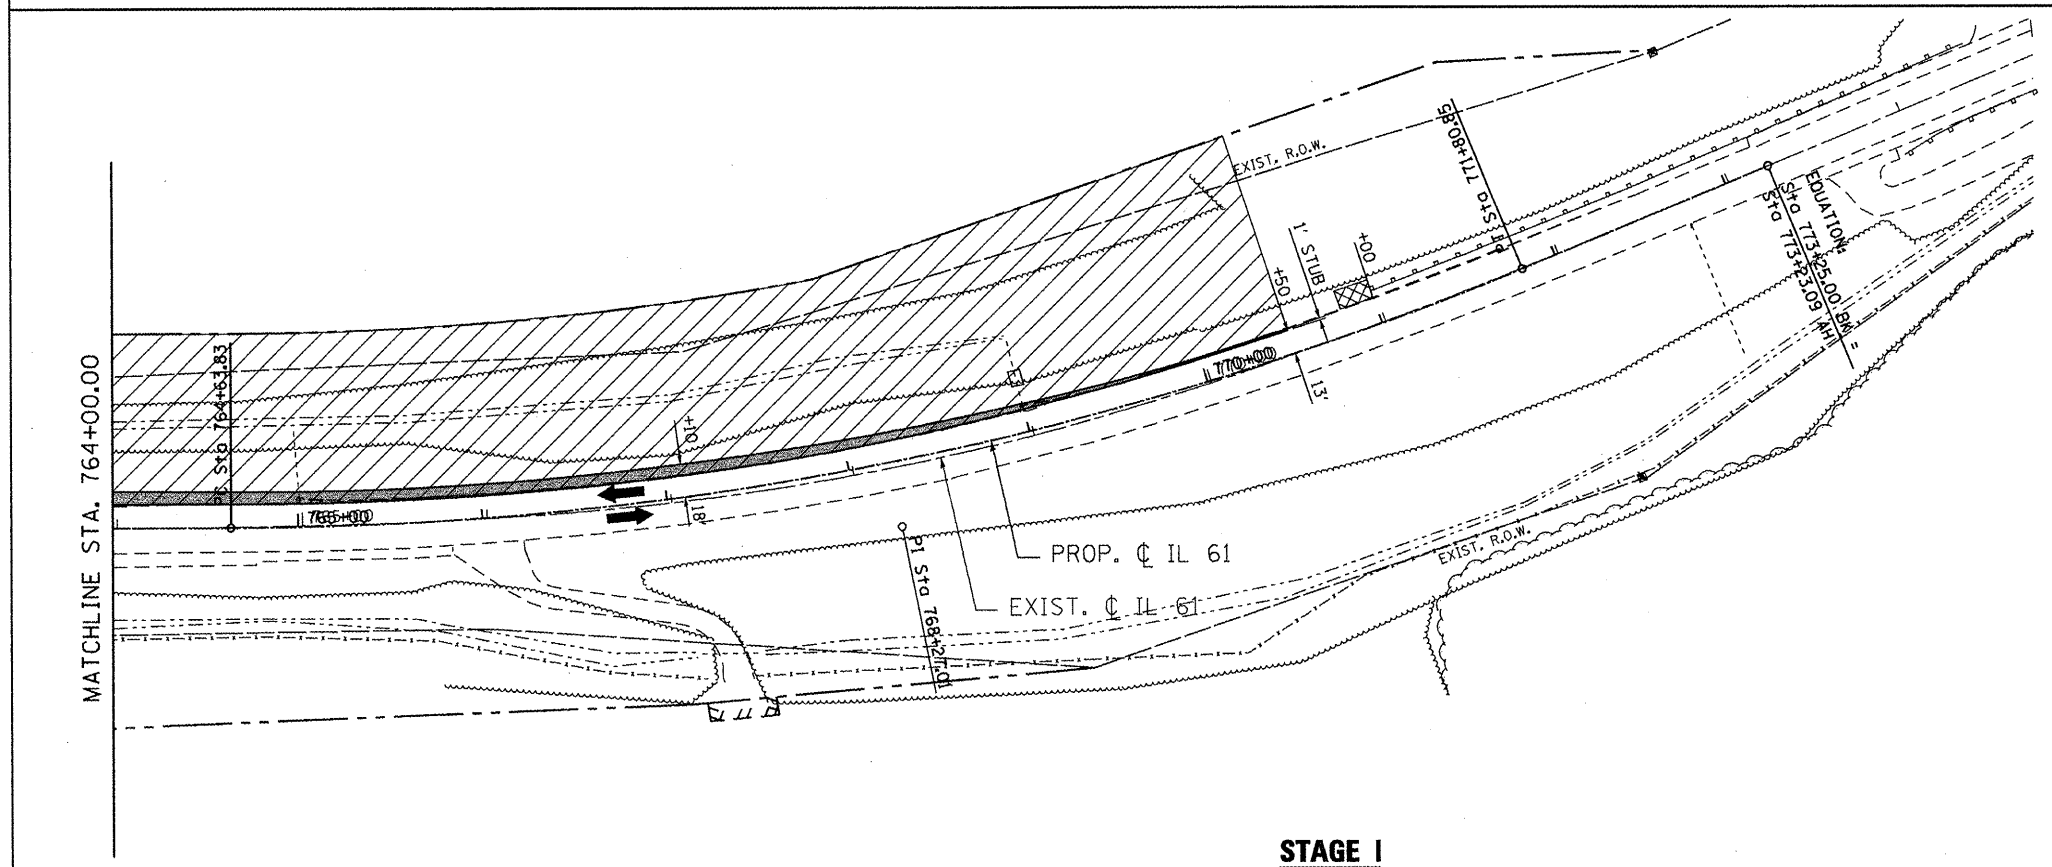 MATCHLINE STA. 764+00.00
PC Sta 764+63.83
765+00
+10
18'
PROP. ℄ IL 61
EXIST. ℄ IL 61
PI Sta 768+27.01
770+00
13'
+50
1' STUB
+00
EXIST. R.O.W.
PT Sta 771+80.85
EQUATION:
Sta 773+25.00 BK =
Sta 773+23.09 AH
EXIST. R.O.W.
STAGE I